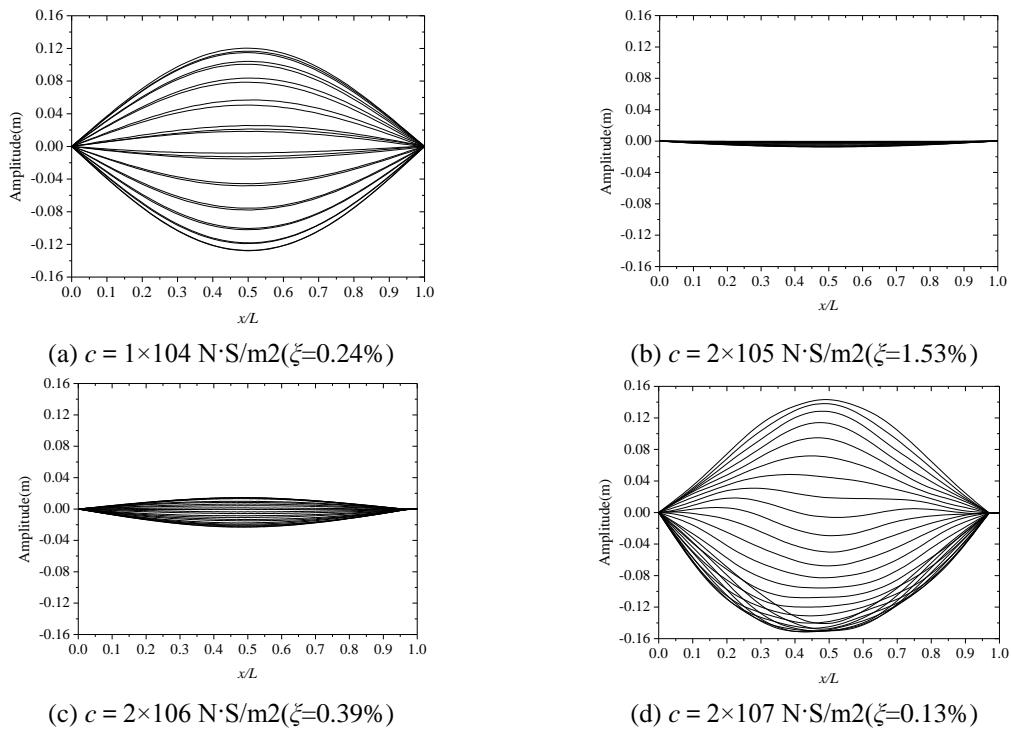 0.16
0.12
0.08
0.04
0.00
-0.04
-0.08
-0.12
-0.16
Amplitude(m)
0.0 0.1 0.2 0.3 0.4 0.5 0.6 0.7 0.8 0.9 1.0
x/L
(a) c = 1×104 N·S/m2(ξ=0.24%)
0.16
0.12
0.08
0.04
0.00
-0.04
-0.08
-0.12
-0.16
Amplitude(m)
0.0 0.1 0.2 0.3 0.4 0.5 0.6 0.7 0.8 0.9 1.0
x/L
(b) c = 2×105 N·S/m2(ξ=1.53%)
0.16
0.12
0.08
0.04
0.00
-0.04
-0.08
-0.12
-0.16
Amplitude(m)
0.0 0.1 0.2 0.3 0.4 0.5 0.6 0.7 0.8 0.9 1.0
x/L
(c) c = 2×106 N·S/m2(ξ=0.39%)
0.16
0.12
0.08
0.04
0.00
-0.04
-0.08
-0.12
-0.16
Amplitude(m)
0.0 0.1 0.2 0.3 0.4 0.5 0.6 0.7 0.8 0.9 1.0
x/L
(d) c = 2×107 N·S/m2(ξ=0.13%)